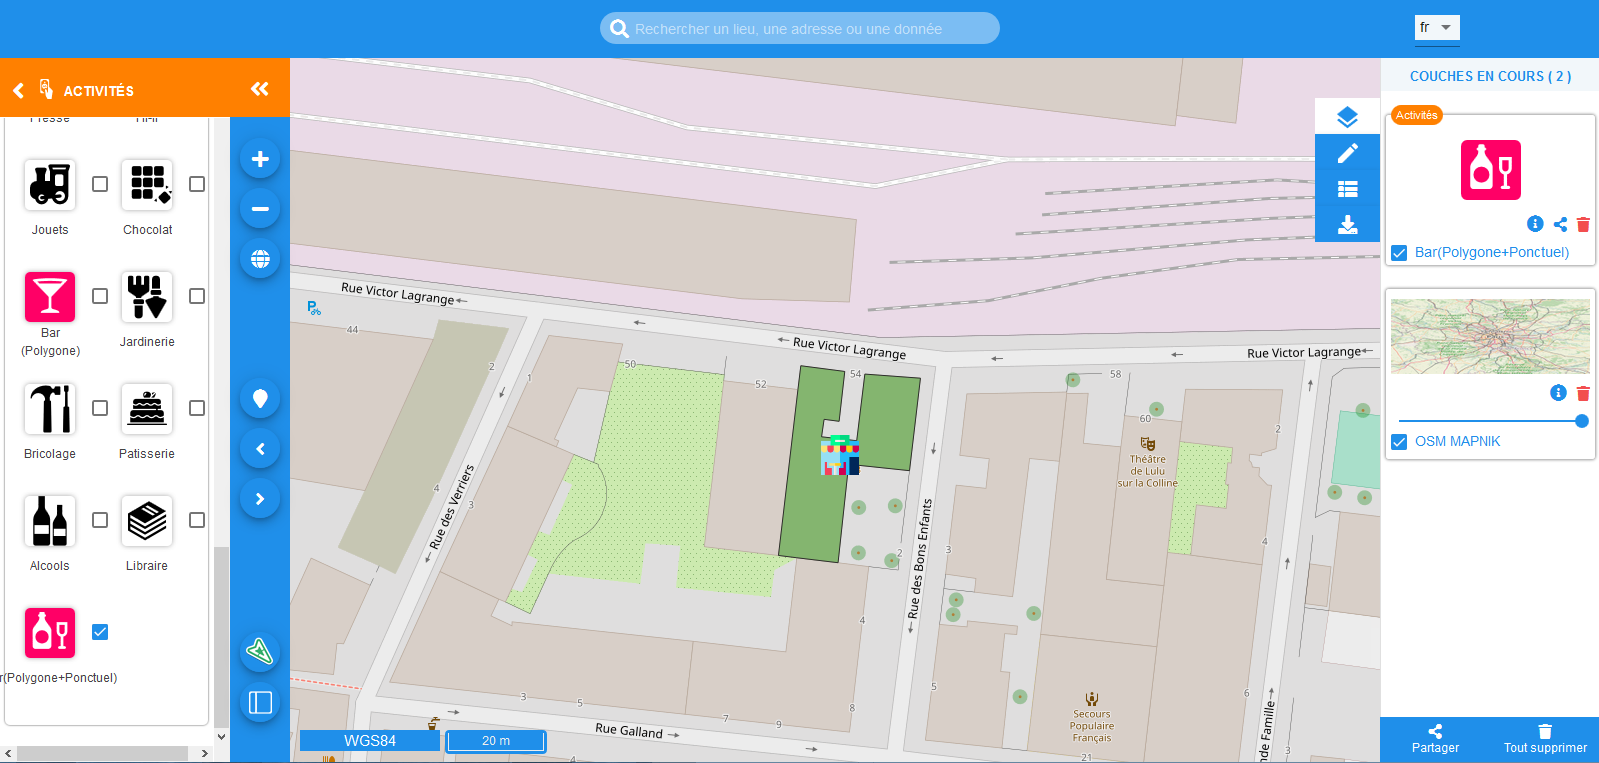 Rechercher un lieu, une adresse ou une donnée
fr
ACTIVITÉS
COUCHES EN COURS ( 2 )
Presse
Hi-fi
Jouets
Chocolat
Bar
(Polygone)
Jardinerie
Bricolage
Patisserie
Alcools
Libraire
r(Polygone+Ponctuel)
Rue Victor Lagrange
Rue Victor Lagrange
Rue Victor Lagrange
44
2
1
50
52
54
58
60
2
Théâtre
de Lulu
sur la Colline
Rue des Verriers
4
3
Rue des Bons Enfants
2
3
4
4
5
6
3
5
7
9
8
Rue Galland
4
Secours
Populaire
Français
21
3
nde Famille
WGS84
20 m
Activités
Bar(Polygone+Ponctuel)
OSM MAPNIK
Partager
Tout supprimer